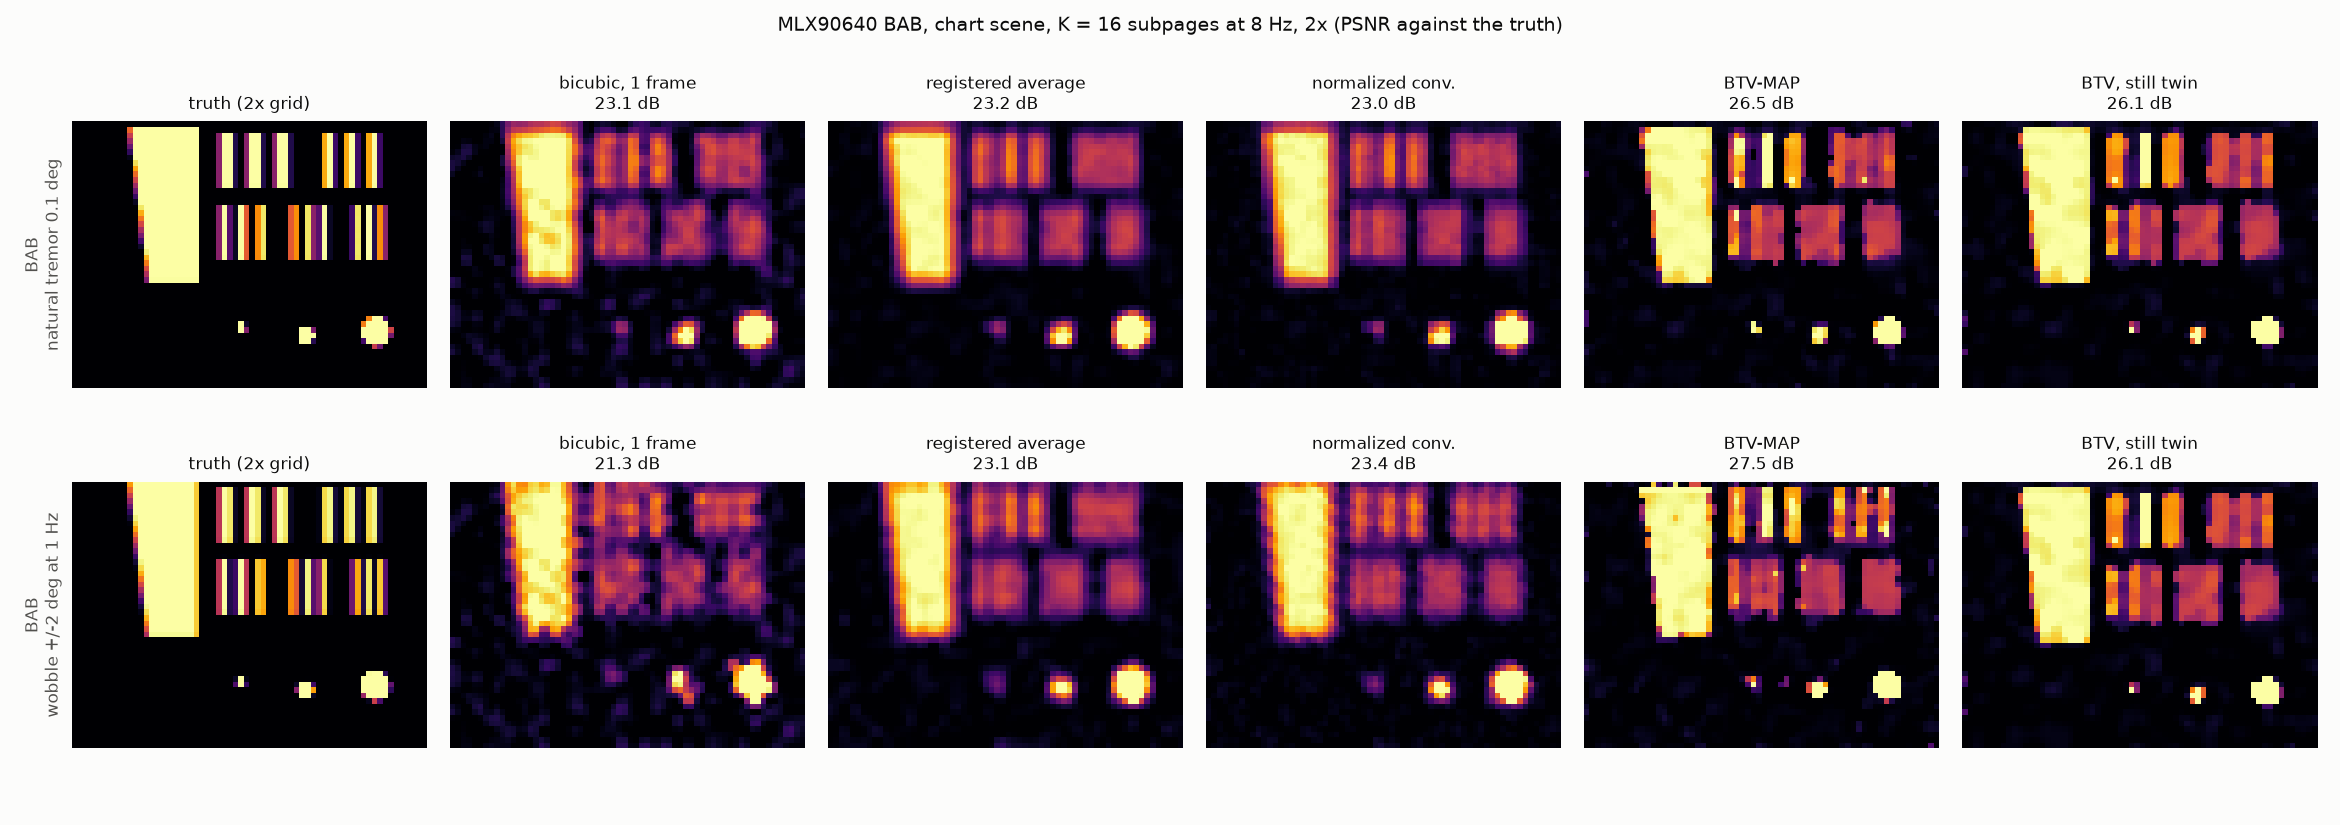 MLX90640 BAB, chart scene, K = 16 subpages at 8 Hz, 2x (PSNR against the truth)
BAB
natural tremor 0.1 deg
truth (2x grid)
bicubic, 1 frame
23.1 dB
registered average
23.2 dB
normalized conv.
23.0 dB
BTV-MAP
26.5 dB
BTV, still twin
26.1 dB
BAB
wobble +/-2 deg at 1 Hz
truth (2x grid)
bicubic, 1 frame
21.3 dB
registered average
23.1 dB
normalized conv.
23.4 dB
BTV-MAP
27.5 dB
BTV, still twin
26.1 dB